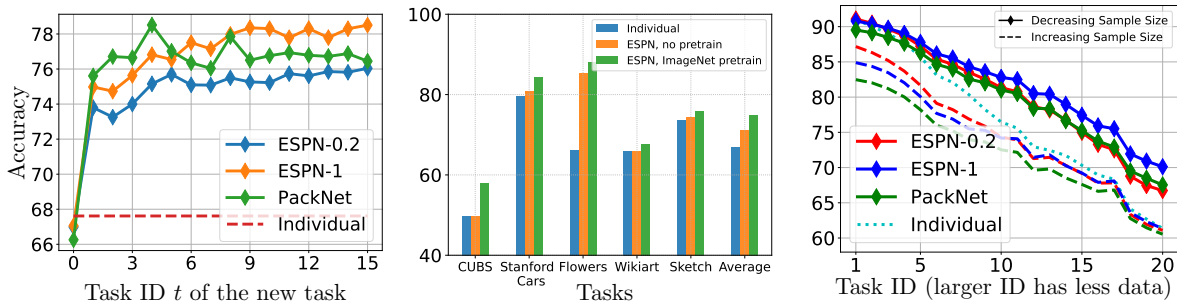 Accuracy
78
76
74
72
70
68
66
ESPN-0.2
ESPN-1
PackNet
Individual
0
3
6
9
12
15
Task ID t of the new task
100
80
60
40
Individual
ESPN, no pretrain
ESPN, ImageNet pretrain
CUBS
Stanford
Cars
Flowers
Wikiart
Sketch
Average
Tasks
90
85
80
75
70
65
60
Decreasing Sample Size
Increasing Sample Size
ESPN-0.2
ESPN-1
PackNet
Individual
1
5
10
15
20
Task ID (larger ID has less data)